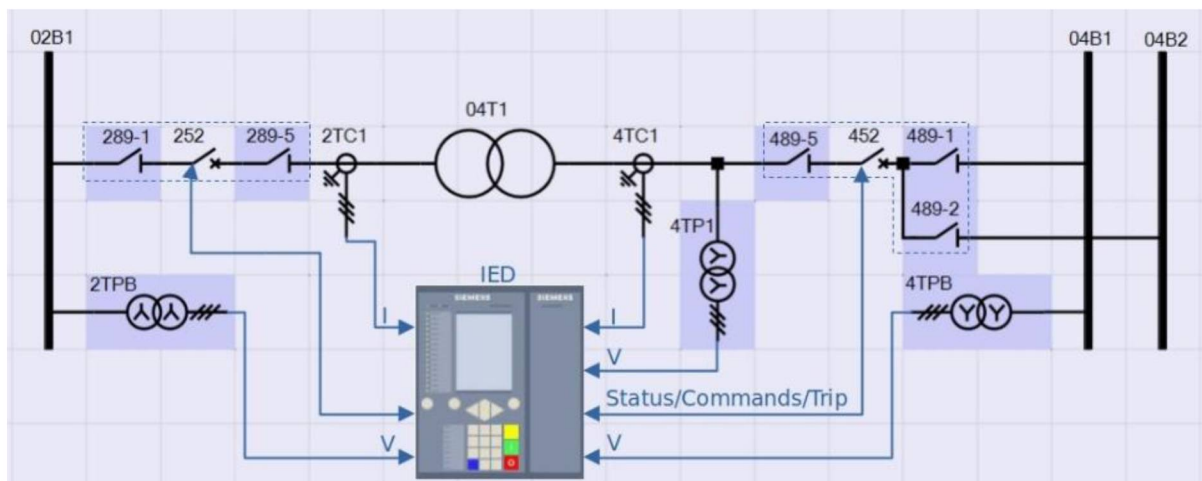 02B1
04B1
04B2
289-1
252
289-5
2TC1
04T1
4TC1
489-5
452
489-1
489-2
4TP1
2TPB
IED
4TPB
SIEMENS
SIEMENS
I
I
V
Status/Commands/Trip
V
V